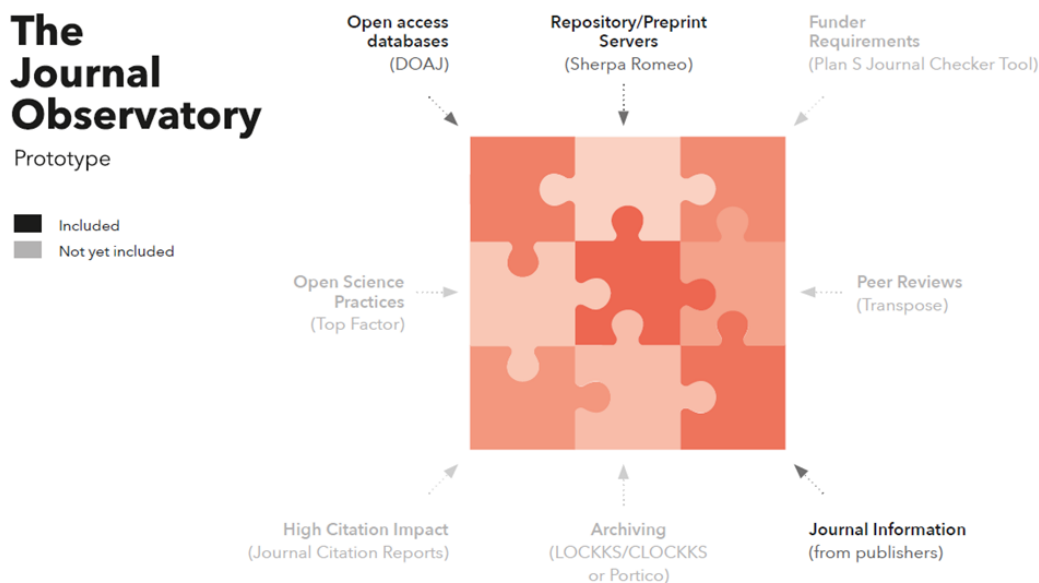 The
Journal
Observatory
Prototype
Included
Not yet included
Open access
databases
(DOAJ)
Repository/Preprint
Servers
(Sherpa Romeo)
Funder
Requirements
(Plan S Journal Checker Tool)
Open Science
Practices
(Top Factor)
Peer Reviews
(Transpose)
High Citation Impact
(Journal Citation Reports)
Archiving
(LOCKKS/CLOCKKS
or Portico)
Journal Information
(from publishers)